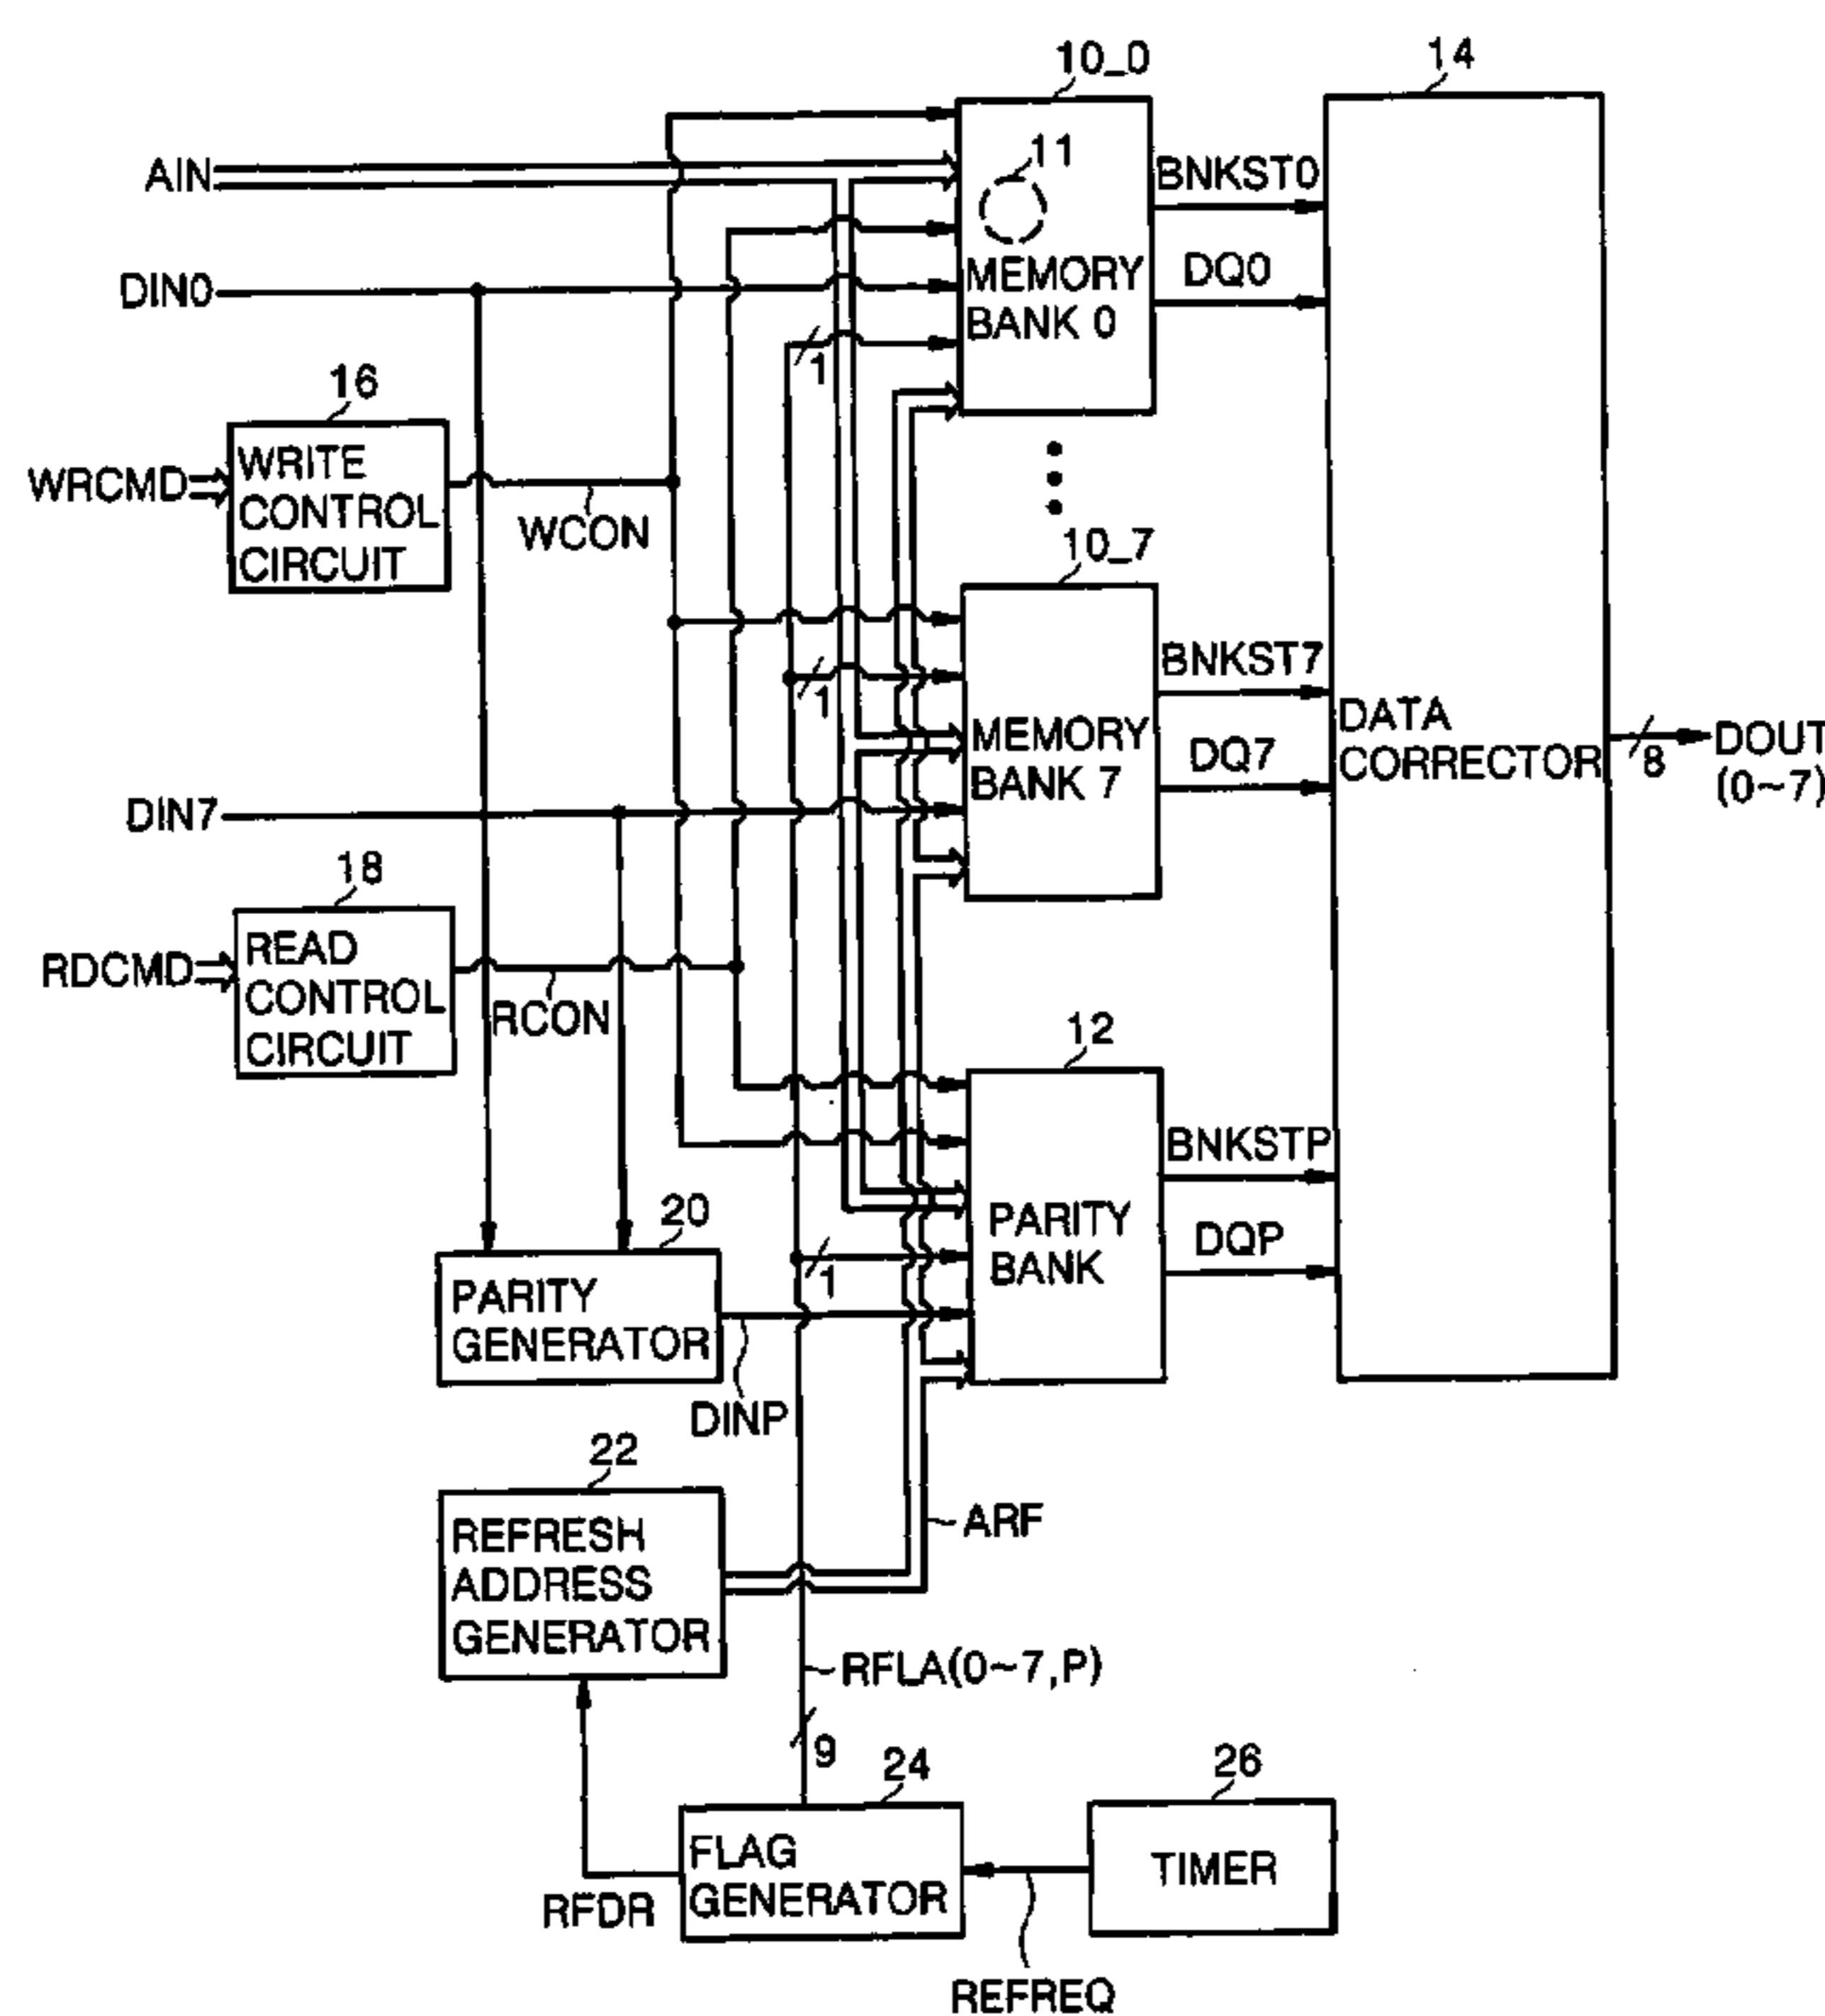 10_0
14
AIN
11
BNKST0
DIN0
DQ0
MEMORY
BANK 0
1
16
WRCMD
WRITE
CONTROL
CIRCUIT
WCON
10_7
BNKST7
1
MEMORY
BANK 7
DQ7
DATA
CORRECTOR
8
DOUT
(0~7)
DIN7
18
RDCMD
READ
CONTROL
CIRCUIT
RCON
12
BNKSTP
20
PARITY
BANK
DQP
1
PARITY
GENERATOR
DINP
22
REFRESH
ADDRESS
GENERATOR
ARF
RFLA(0~7,P)
9
24
26
FLAG
GENERATOR
TIMER
RFDR
REFREQ